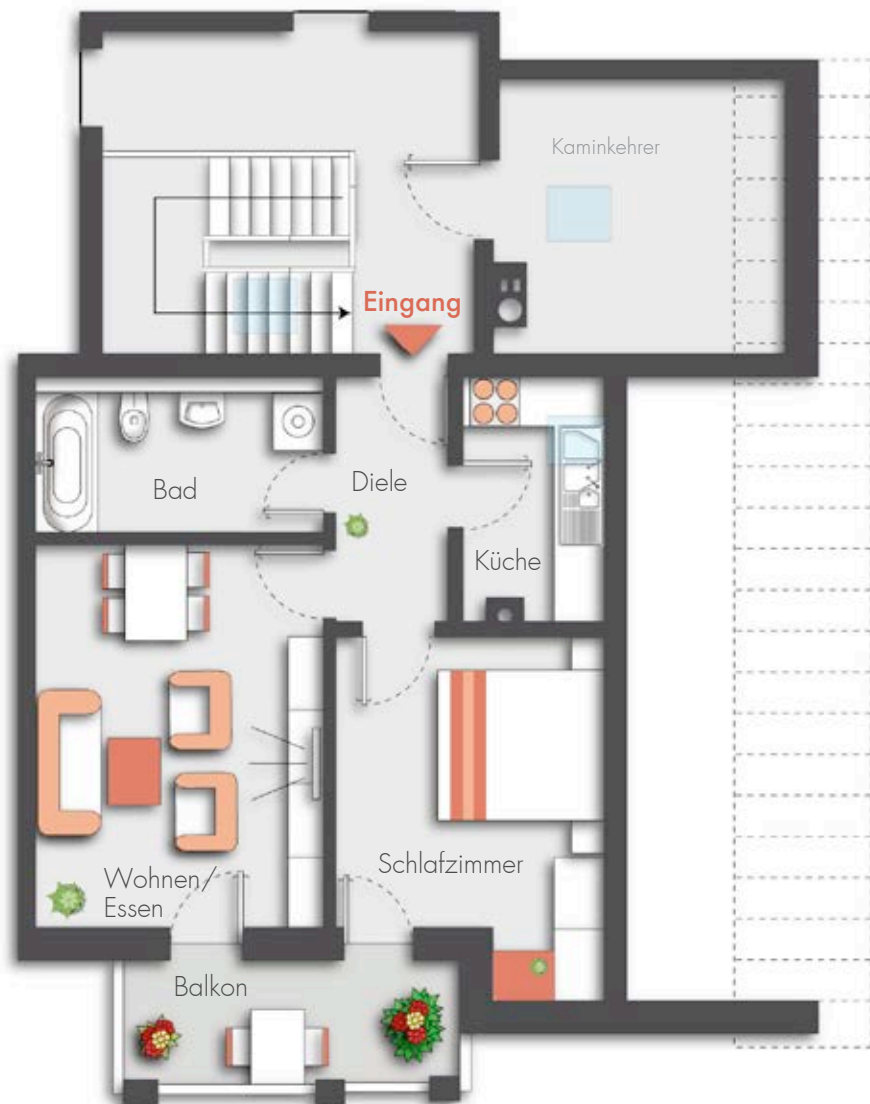 Kaminkehrer
Eingang
Bad
Diele
Küche
Schlafzimmer
Wohnen/
Essen
Balkon